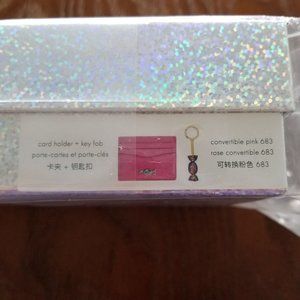 card holder + key fob
porte-cartes et porte-clés
卡夹 + 钥匙扣
convertible pink 683
rose convertible 683
可转换粉色 683